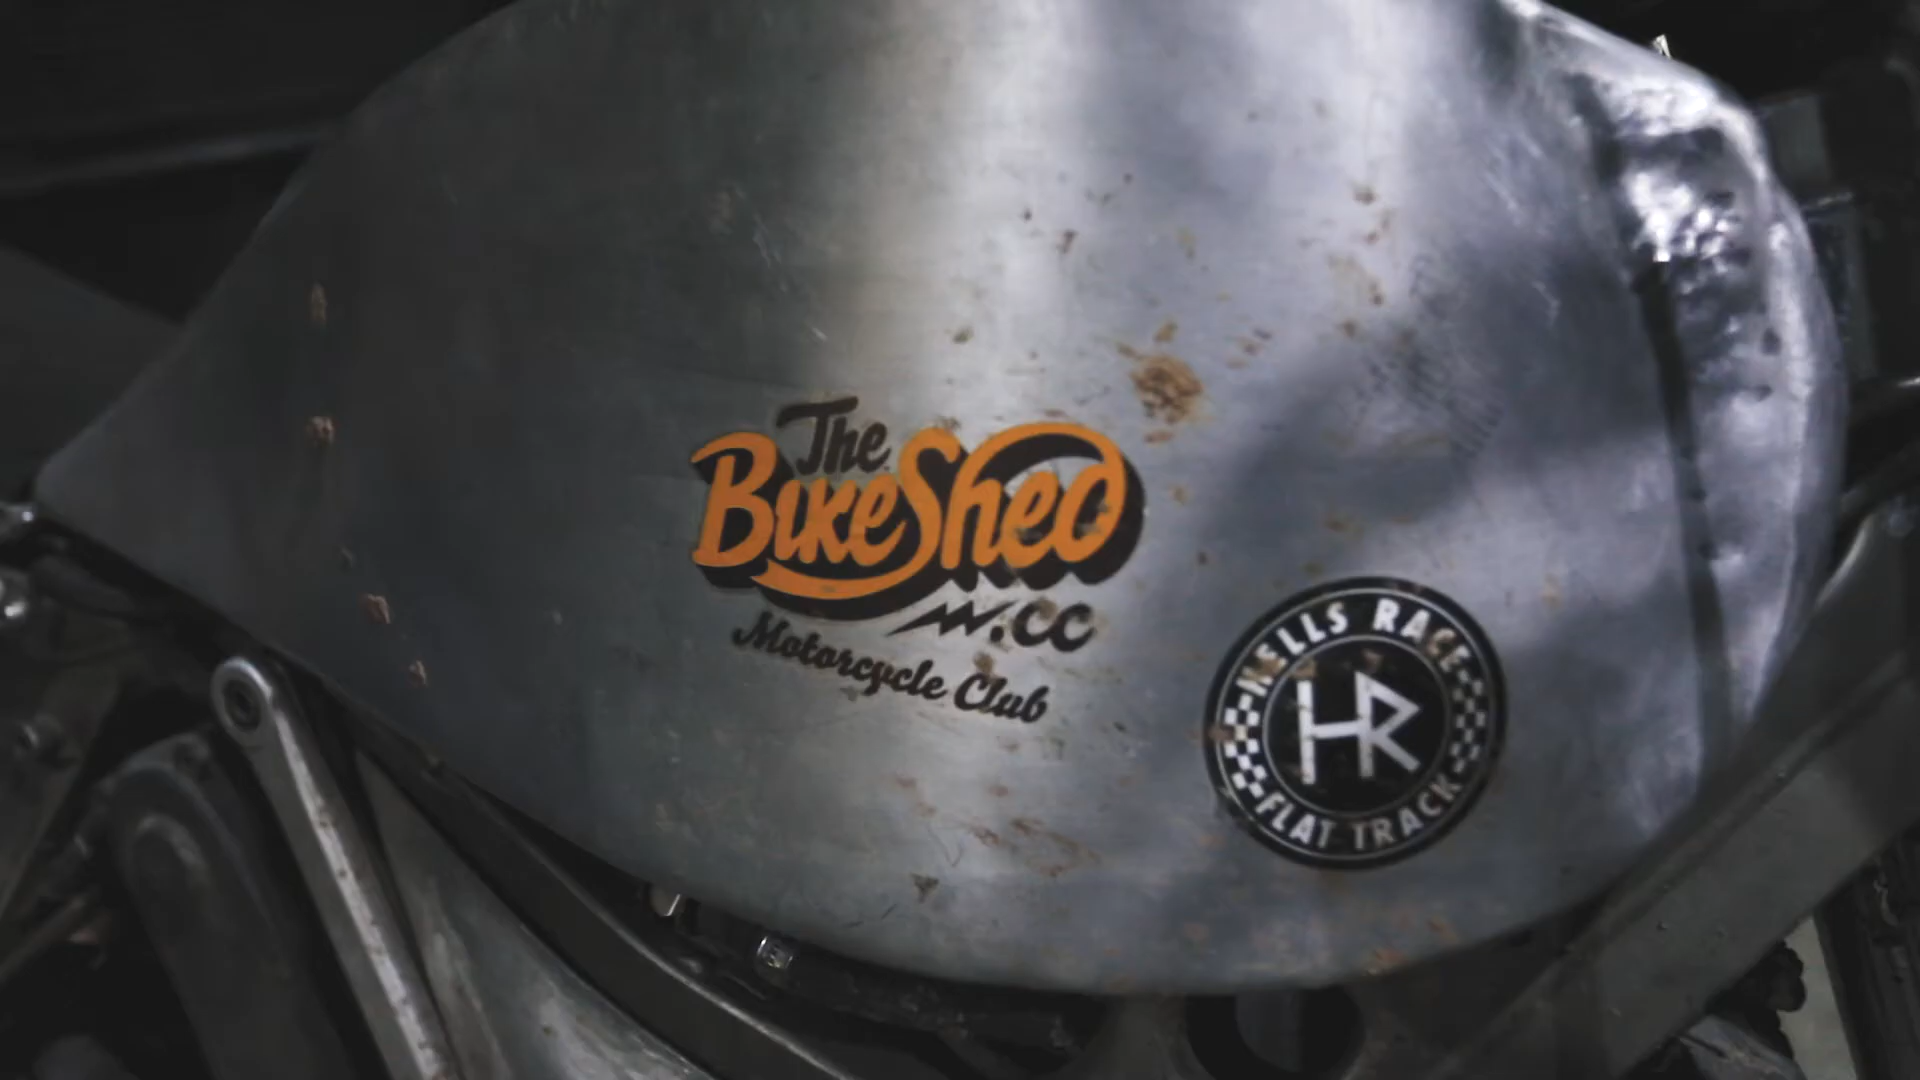 The
BikeShed
.CC
Motorcycle Club
HELLS RACE
HR
FLAT TRACK